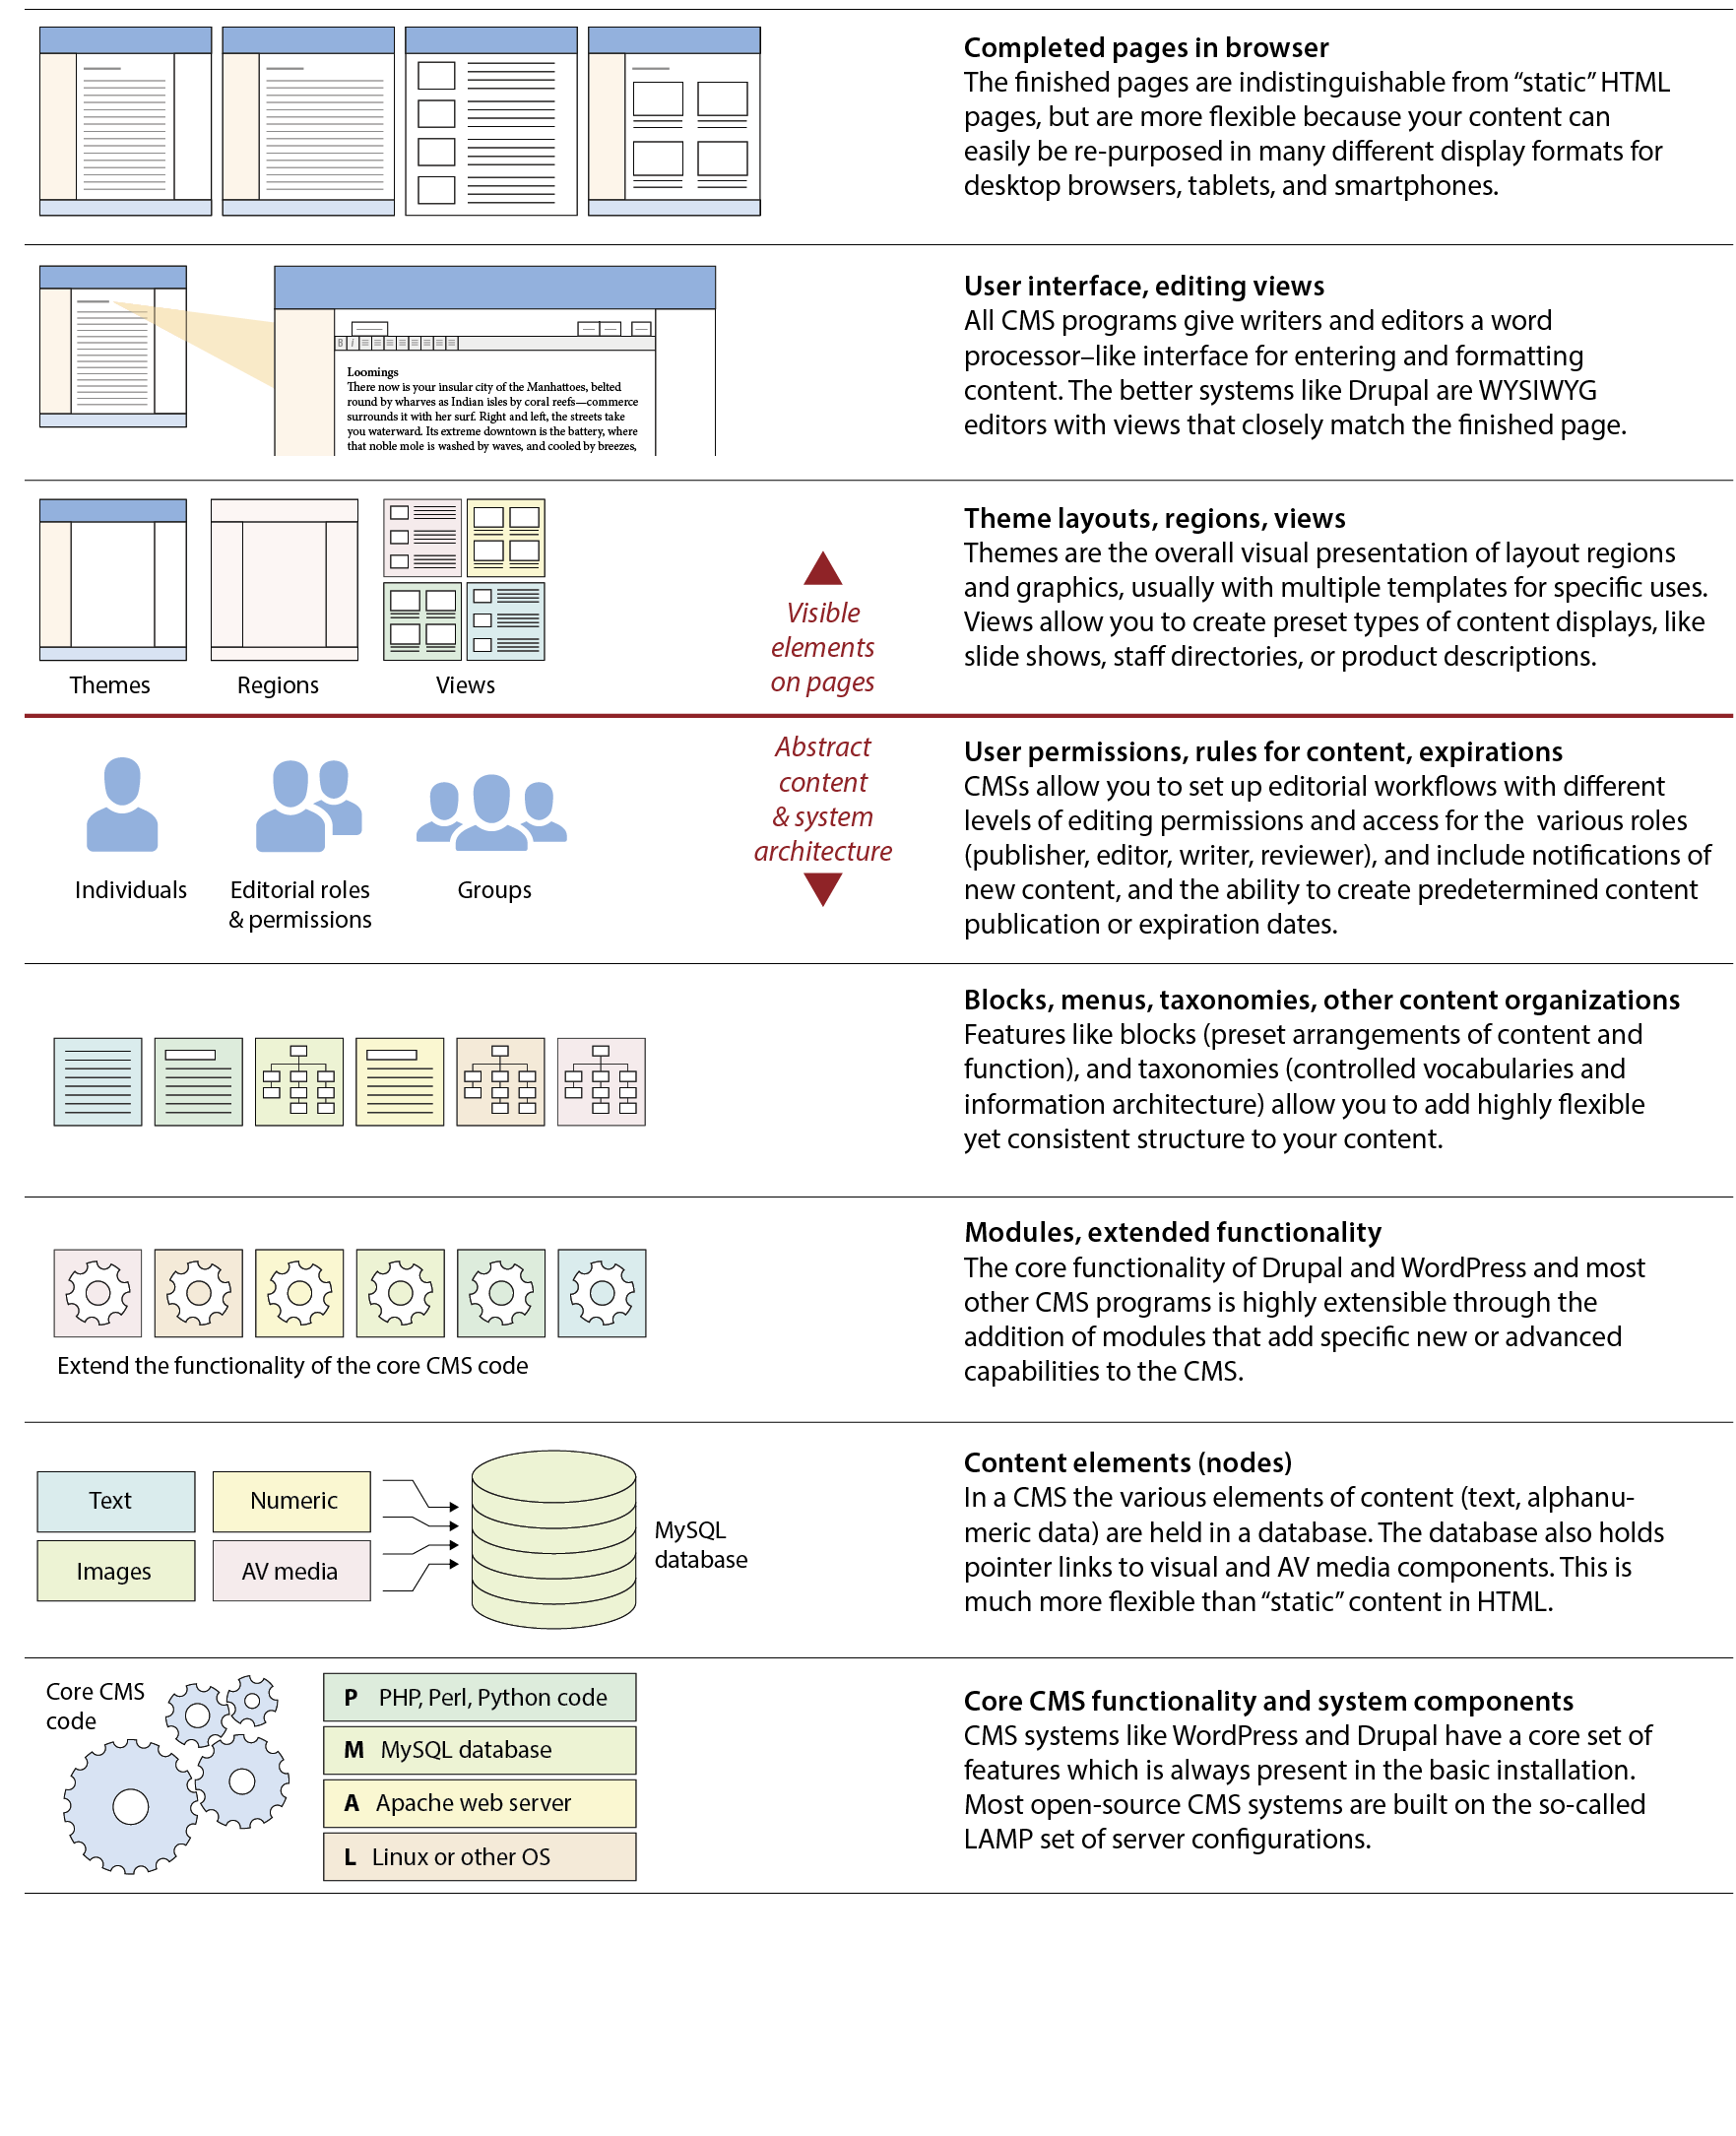 Completed pages in browser
The finished pages are indistinguishable from “static” HTML
pages, but are more flexible because your content can
easily be re-purposed in many different display formats for
desktop browsers, tablets, and smartphones.
B I
Loomings
There now is your insular city of the Manhattoes, belted
round by wharves as Indian isles by coral reefs—commerce
surrounds it with her surf. Right and left, the streets take
you waterward. Its extreme downtown is the battery, where
that noble mole is washed by waves, and cooled by breezes,
User interface, editing views
All CMS programs give writers and editors a word
processor–like interface for entering and formatting
content. The better systems like Drupal are WYSIWYG
editors with views that closely match the finished page.
Themes
Regions
Views
Visible
elements
on pages
Theme layouts, regions, views
Themes are the overall visual presentation of layout regions
and graphics, usually with multiple templates for specific uses.
Views allow you to create preset types of content displays, like
slide shows, staff directories, or product descriptions.
Individuals
Editorial roles
& permissions
Groups
Abstract
content
& system
architecture
User permissions, rules for content, expirations
CMSs allow you to set up editorial workflows with different
levels of editing permissions and access for the  various roles
(publisher, editor, writer, reviewer), and include notifications of
new content, and the ability to create predetermined content
publication or expiration dates.
Blocks, menus, taxonomies, other content organizations
Features like blocks (preset arrangements of content and
function), and taxonomies (controlled vocabularies and
information architecture) allow you to add highly flexible
yet consistent structure to your content.
Extend the functionality of the core CMS code
Modules, extended functionality
The core functionality of Drupal and WordPress and most
other CMS programs is highly extensible through the
addition of modules that add specific new or advanced
capabilities to the CMS.
Text
Numeric
Images
AV media
MySQL
database
Content elements (nodes)
In a CMS the various elements of content (text, alphanu-
meric data) are held in a database. The database also holds
pointer links to visual and AV media components. This is
much more flexible than “static” content in HTML.
Core CMS
code
P PHP, Perl, Python code
M MySQL database
A Apache web server
L Linux or other OS
Core CMS functionality and system components
CMS systems like WordPress and Drupal have a core set of
features which is always present in the basic installation.
Most open-source CMS systems are built on the so-called
LAMP set of server configurations.